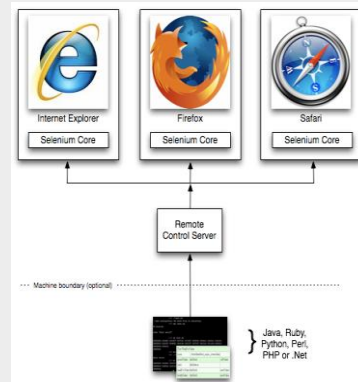 Internet Explorer
Firefox
Safari
Selenium Core
Selenium Core
Selenium Core
Remote
Control Server
Machine boundary (optional)
Java, Ruby,
Python, Perl,
PHP or .Net